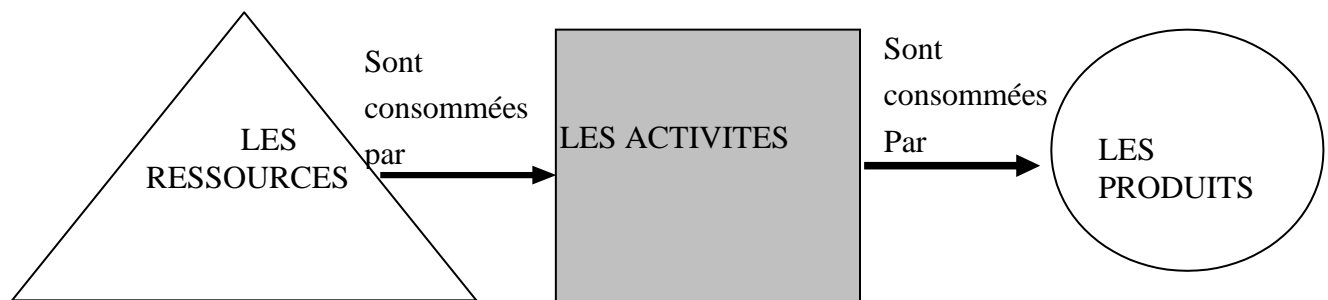 LES
RESSOURCES
Sont
consommées
par
LES ACTIVITES
Sont
consommées
Par
LES
PRODUITS